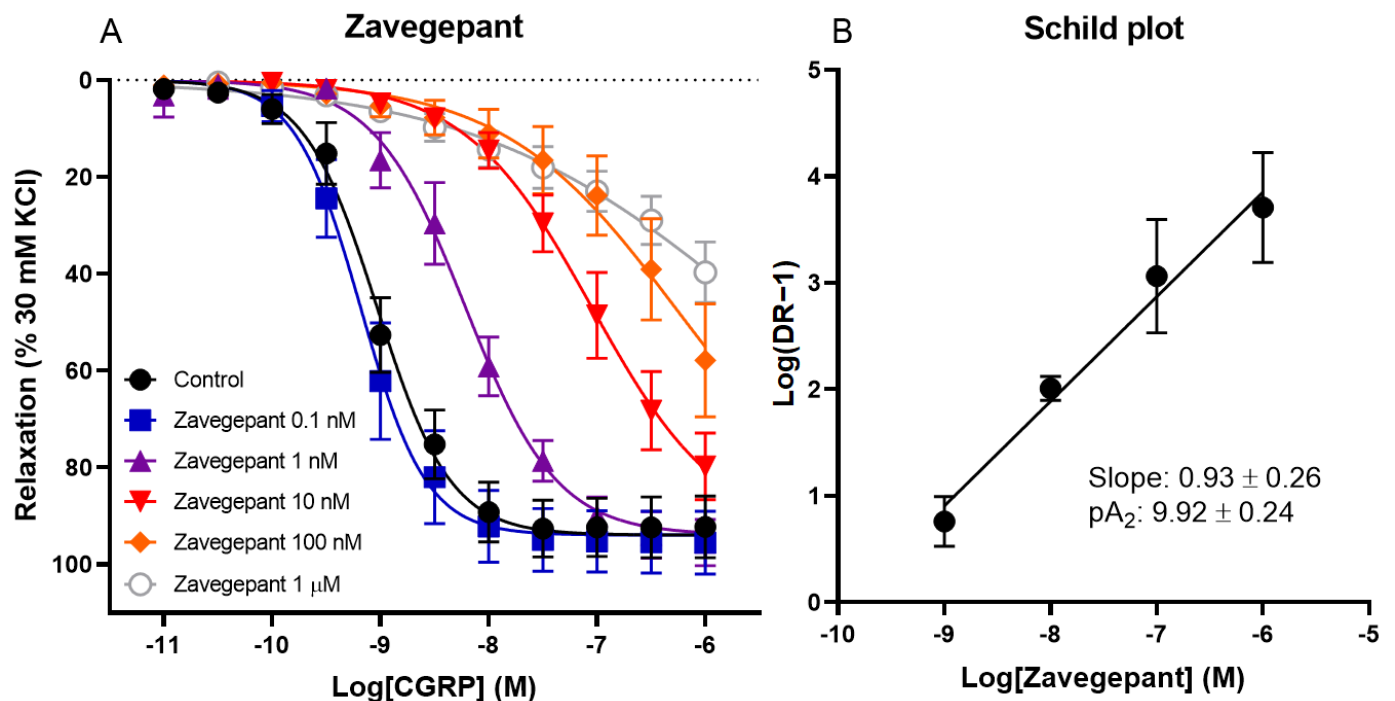 A
Zavegepant
0
20
40
60
80
100
Relaxation (% 30 mM KCl)
Control
Zavegepant 0.1 nM
Zavegepant 1 nM
Zavegepant 10 nM
Zavegepant 100 nM
Zavegepant 1 μM
-11 -10 -9 -8 -7 -6
Log[CGRP] (M)
B
Schild plot
5
4
3
2
1
0
Log(DR−1)
Slope: 0.93 ± 0.26
pA₂: 9.92 ± 0.24
-10 -9 -8 -7 -6 -5
Log[Zavegepant] (M)